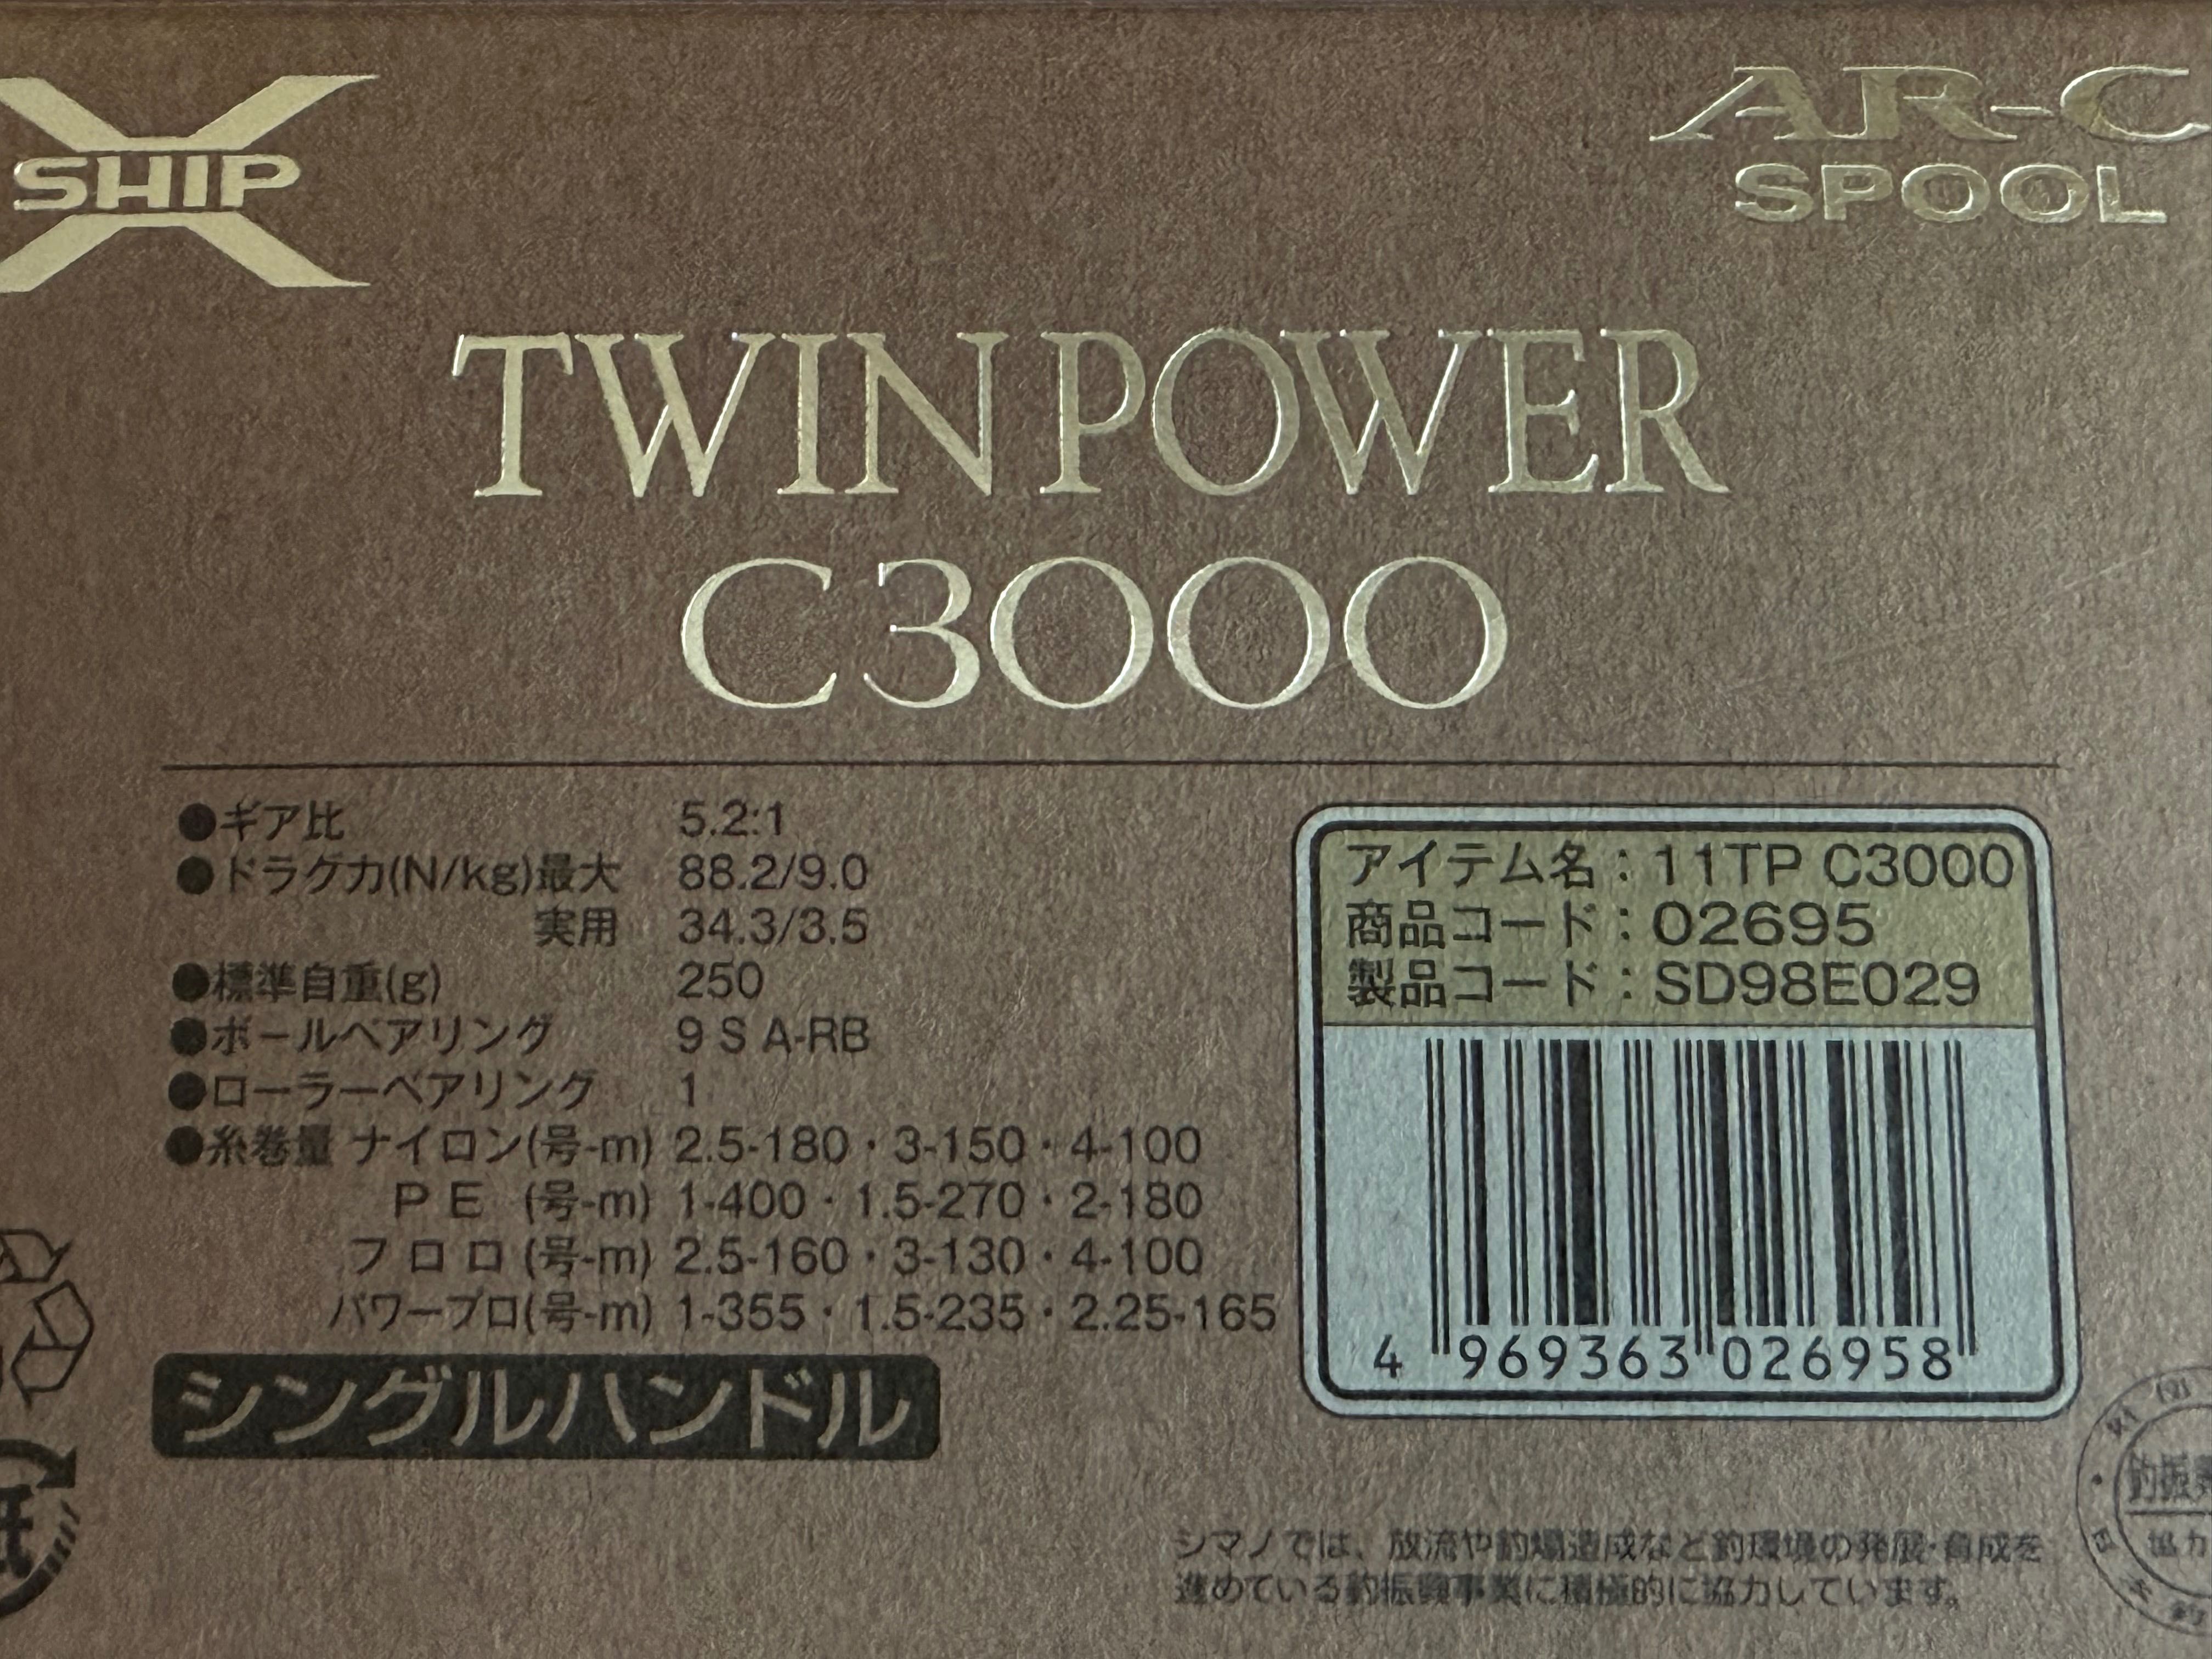 X
SHIP
AR-C
SPOOL
TWINPOWER
C3000
●ギア比 5.2:1
●ドラグ力(N/kg)最大 88.2/9.0
実用 34.3/3.5
●標準自重(g) 250
●ボールベアリング 9 S A-RB
●ローラーベアリング 1
●糸巻量 ナイロン(号-m) 2.5-180・3-150・4-100
PE (号-m) 1-400・1.5-270・2-180
フロロ(号-m) 2.5-160・3-130・4-100
パワープロ(号-m) 1-355・1.5-235・2.25-165
シングルハンドル
アイテム名：11TP C3000
商品コード：02695
製品コード：SD98E029
4 969363 026958
シマノでは、放流や釣場造成など釣環境の発展・育成を
進めている釣振興事業に積極的に協力しています。